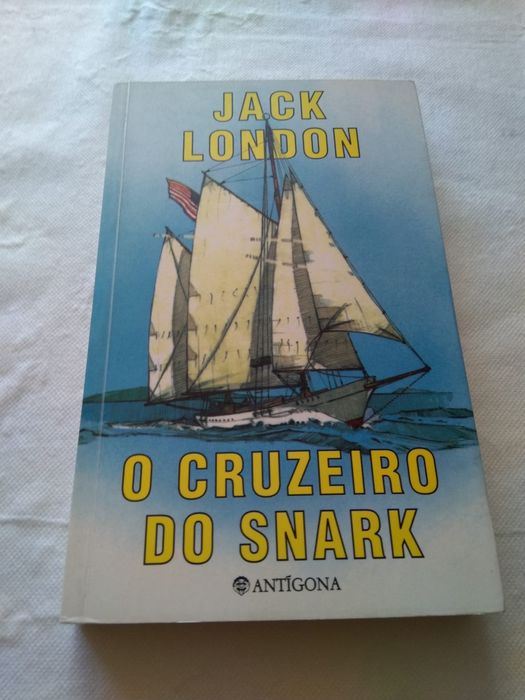 JACK
LONDON
O CRUZEIRO
DO SNARK
ANTÍGONA